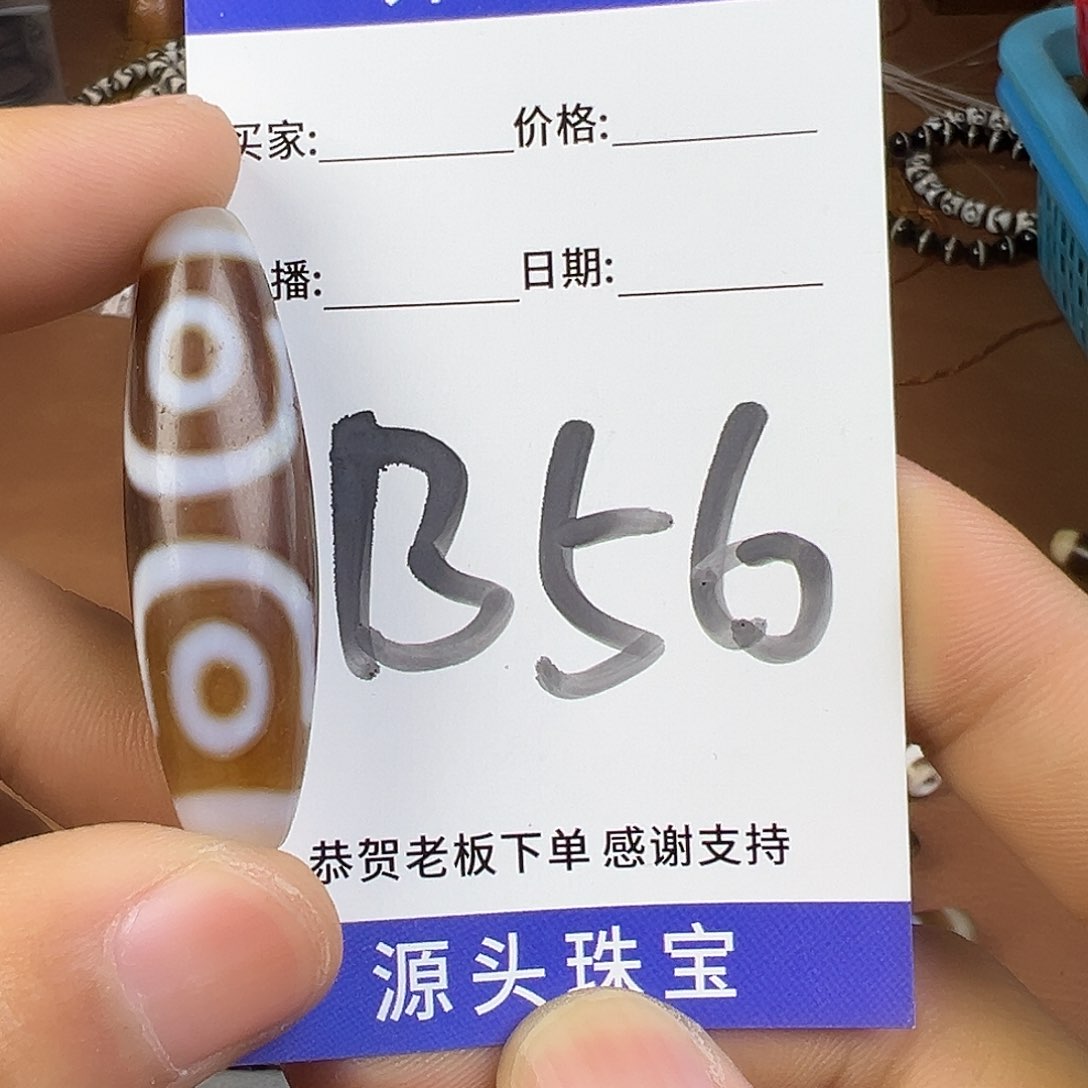 买家: 价格:
播: 日期:
B56
恭贺老板下单 感谢支持
源头珠宝